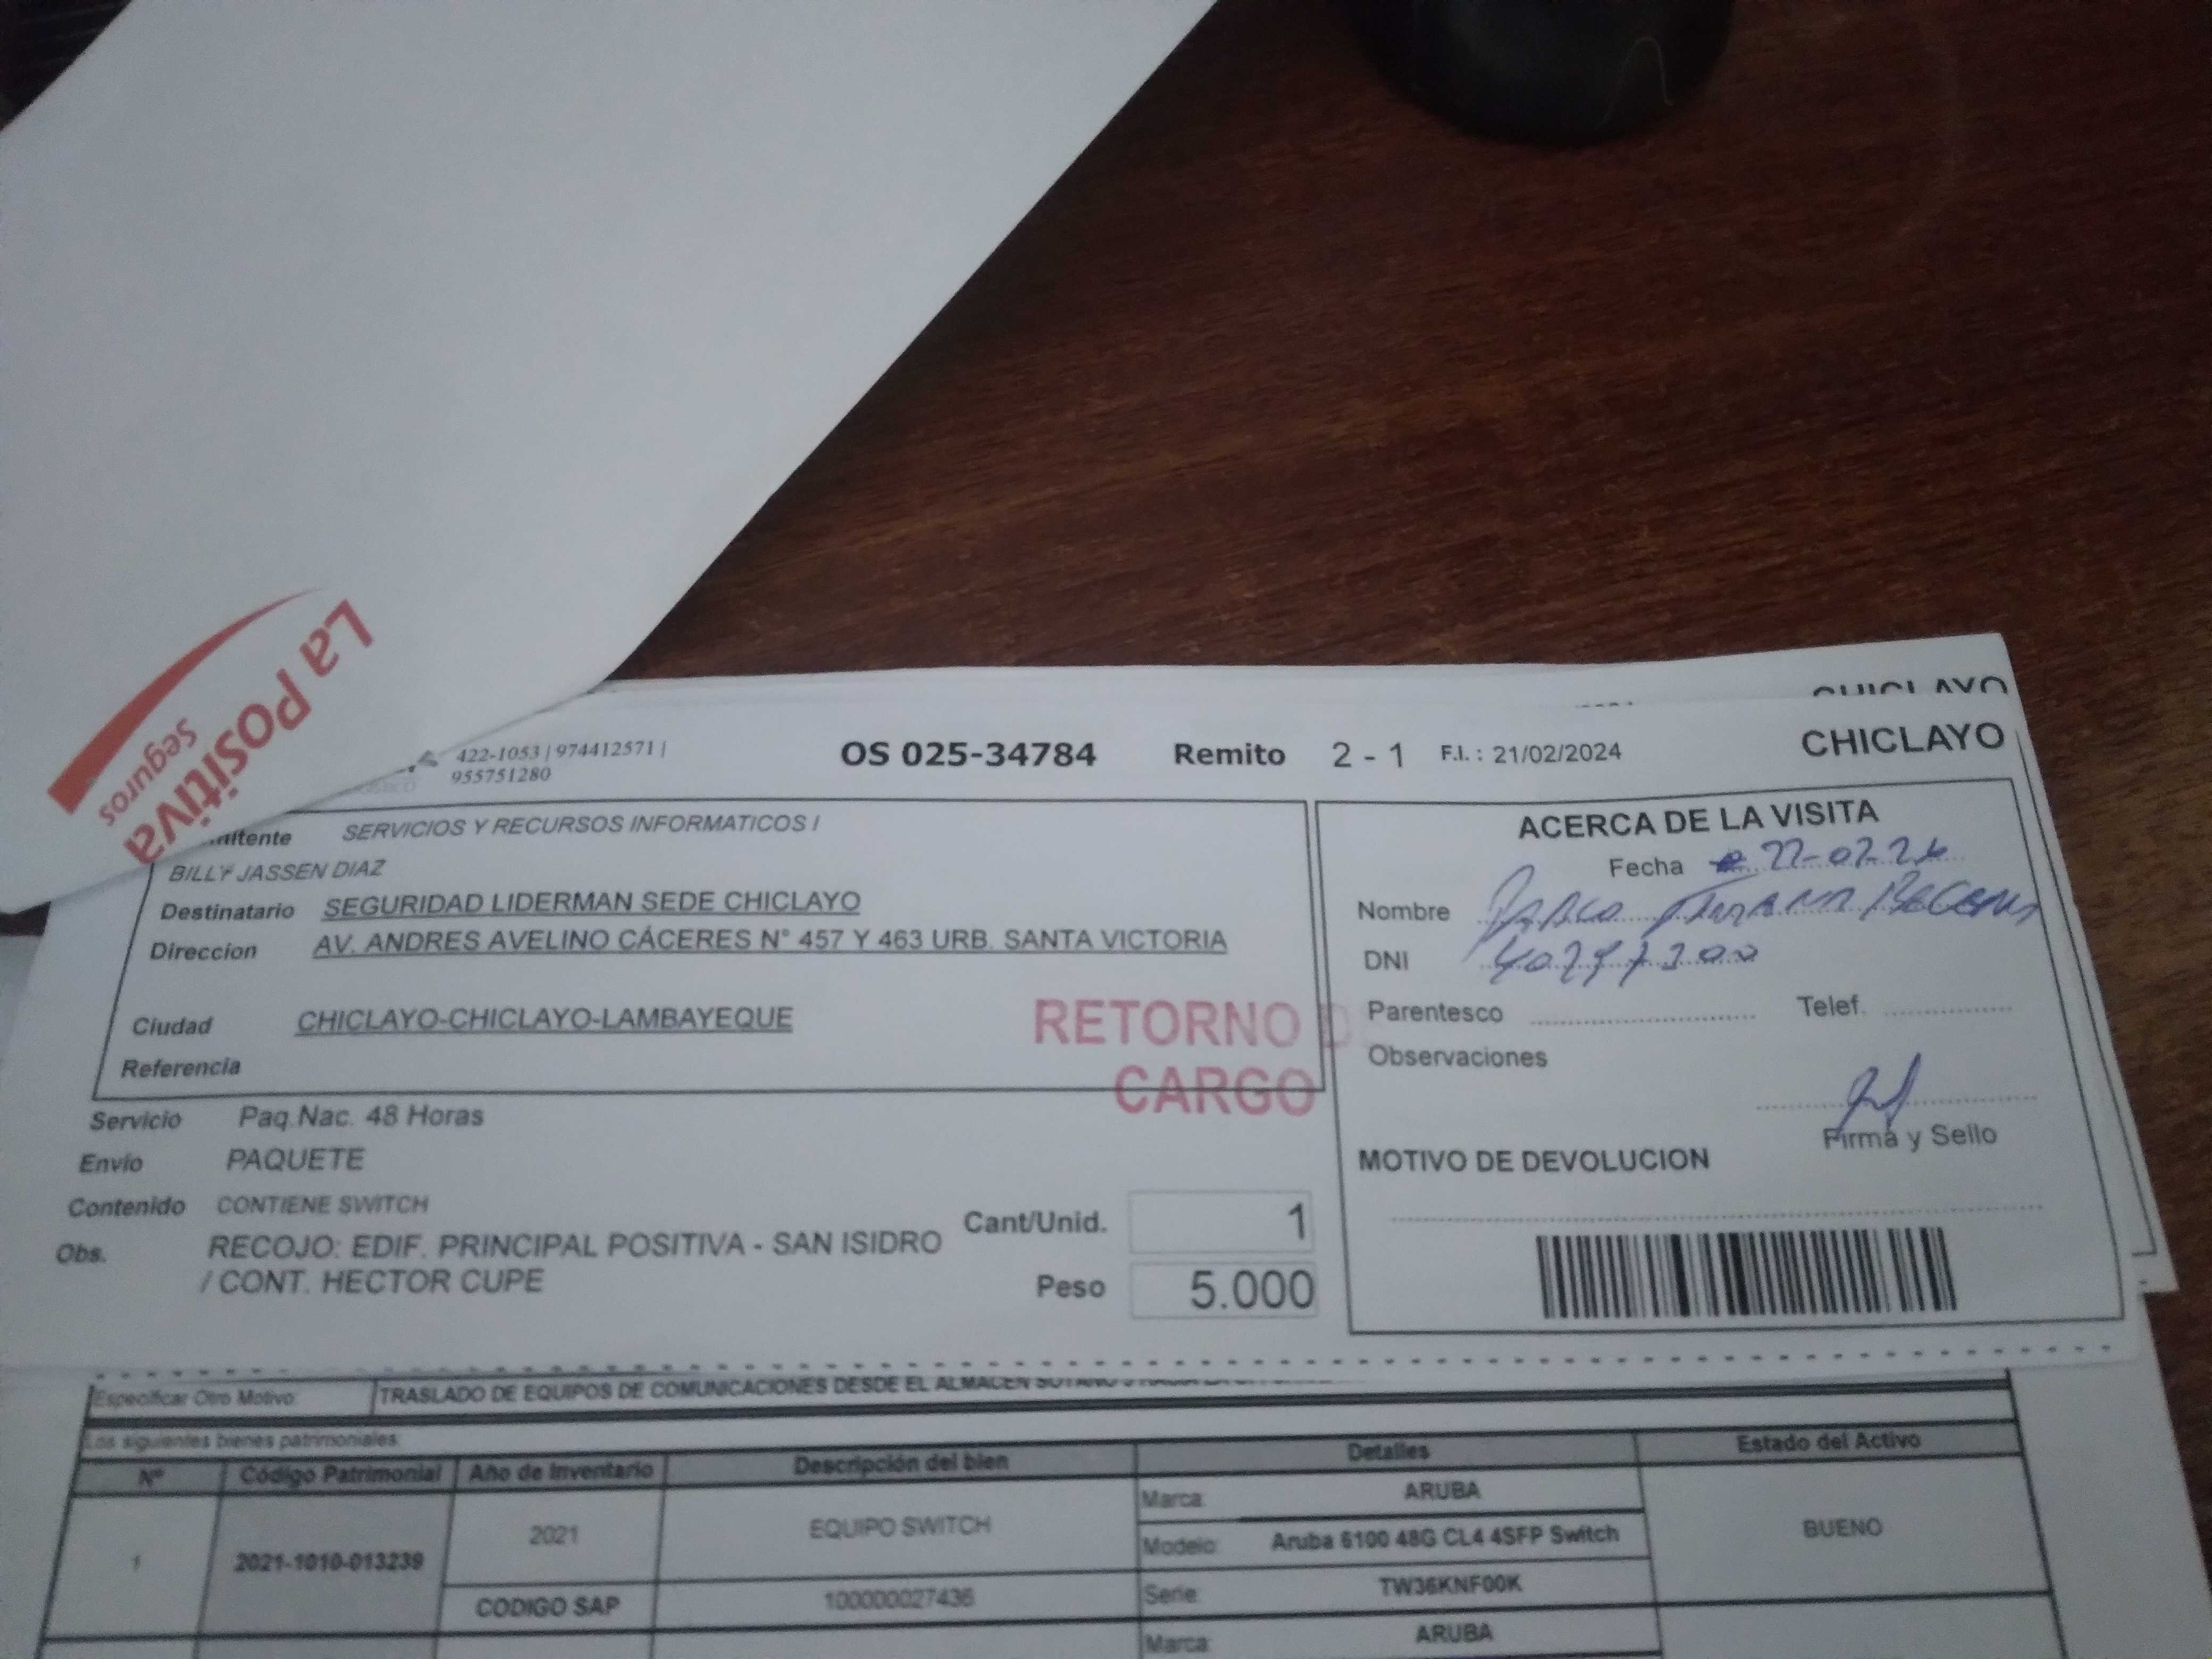 La Positiva
Seguros
CHICLAYO
422-1053 | 974412571 |
955751280
OS 025-34784 Remito 2 - 1 F.I. : 21/02/2024 CHICLAYO
SERVICIOS Y RECURSOS INFORMATICOS I
BILLY JASSEN DIAZ
Destinatario SEGURIDAD LIDERMAN SEDE CHICLAYO
Direccion AV. ANDRES AVELINO CÁCERES N° 457 Y 463 URB. SANTA VICTORIA
Ciudad CHICLAYO-CHICLAYO-LAMBAYEQUE
Referencia
RETORNO D
CARGO
Servicio Paq.Nac. 48 Horas
Envío PAQUETE
Contenido CONTIENE SWITCH
Obs. RECOJO: EDIF. PRINCIPAL POSITIVA - SAN ISIDRO
/ CONT. HECTOR CUPE
Cant/Unid. 1
Peso 5.000
ACERCA DE LA VISITA
Fecha
Nombre
DNI
Parentesco Telef.
Observaciones
Firma y Sello
MOTIVO DE DEVOLUCION
Especificar Otro Motivo: TRASLADO DE EQUIPOS DE COMUNICACIONES DESDE EL ALMACEN
Los siguientes bienes patrimoniales:
N° Código Patrimonial Año de Inventario Descripción del bien Detalles Estado del Activo
1 2021-1010-013239 2021 EQUIPO SWITCH Marca: ARUBA BUENO
Modelo: Aruba 6100 48G CL4 4SFP Switch
CODIGO SAP 100000027436 Serie: TW36KNF00K
Marca: ARUBA